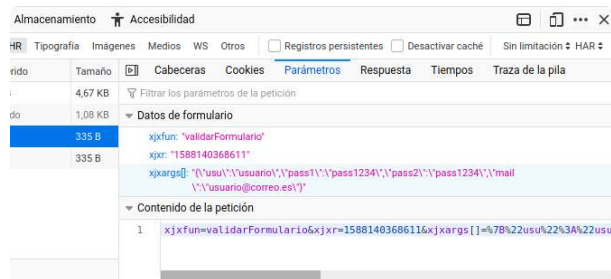 Almacenamiento Accesibilidad
HR Tipografía Imágenes Medios WS Otros Registros persistentes Desactivar caché Sin limitación HAR
rido Tamaño Cabeceras Cookies Parámetros Respuesta Tiempos Traza de la pila
4,67 KB Filtrar los parámetros de la petición
do 1,08 KB Datos de formulario
335 B xjxfun: "validarFormulario"
335 B xjxr: "1588140368611"
xjxargs[]: "{\"usu\":\"usuario\",\"pass1\":\"pass1234\",\"pass2\":\"pass1234\",\"mail
\":\"usuario@correo.es\"}"
Contenido de la petición
1 xjxfun=validarFormulario&xjxr=1588140368611&xjxargs[]=%7B%22usu%22%3A%22usu